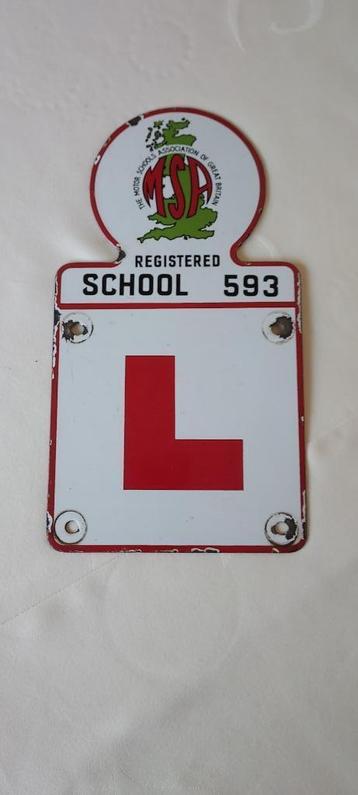 THE MOTOR SCHOOLS ASSOCIATION OF GREAT BRITAIN
MSA
REGISTERED
SCHOOL 593
L